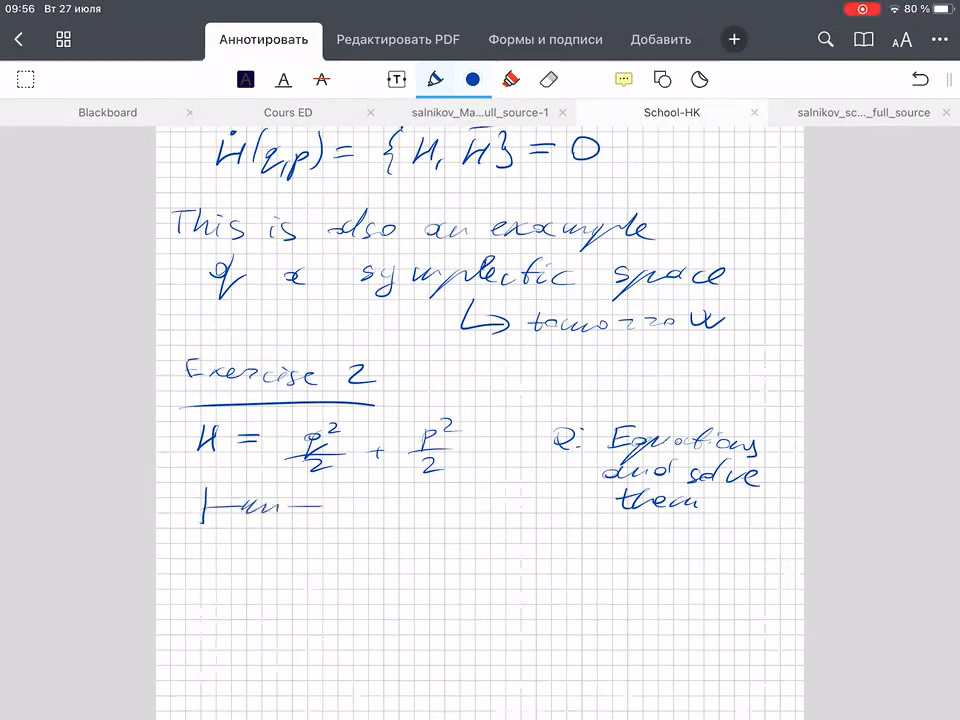 09:56 Вт 27 июля 80 %
Аннотировать Редактировать PDF Формы и подписи Добавить
Blackboard Cours ED salnikov_Ma...ull_source-1 School-HK salnikov_sc..._full_source
Ḣ(q,p) = {H, H} = 0
This is also an example
of a symplectic space
↳ tomorrow
Exercise 2
H = q²/2 + p²/2 Q: Equations
and solve
them